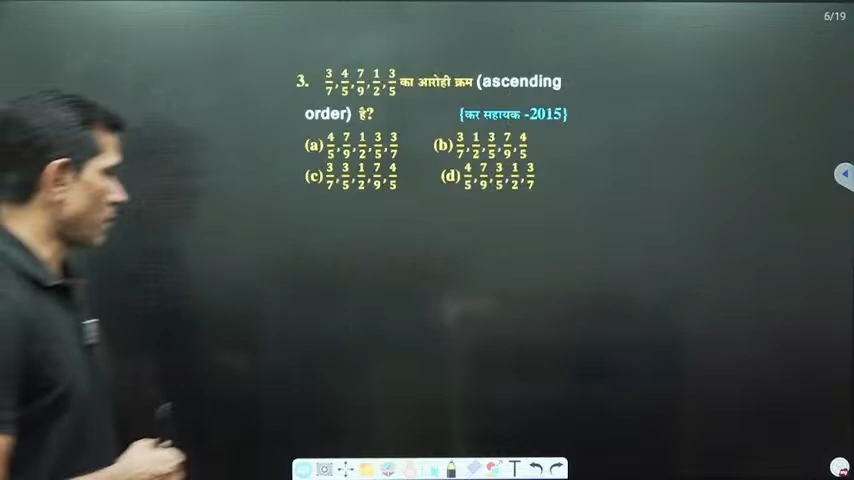 6/19
3. 3/7, 4/5, 7/9, 1/2, 3/5 का आरोही क्रम (ascending
order) है? {कर सहायक -2015}
(a) 4/5, 7/9, 1/2, 3/5, 3/7 (b) 3/7, 1/2, 3/5, 7/9, 4/5
(c) 3/7, 3/5, 1/2, 7/9, 4/5 (d) 4/5, 7/9, 3/5, 1/2, 3/7
T